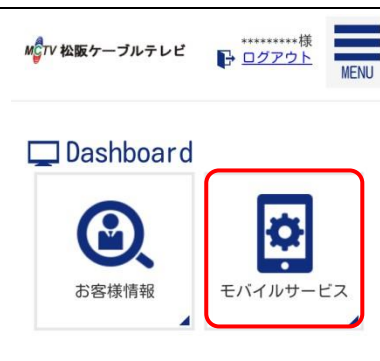 MCTV 松阪ケーブルテレビ
*********様
ログアウト
MENU
Dashboard
お客様情報
モバイルサービス